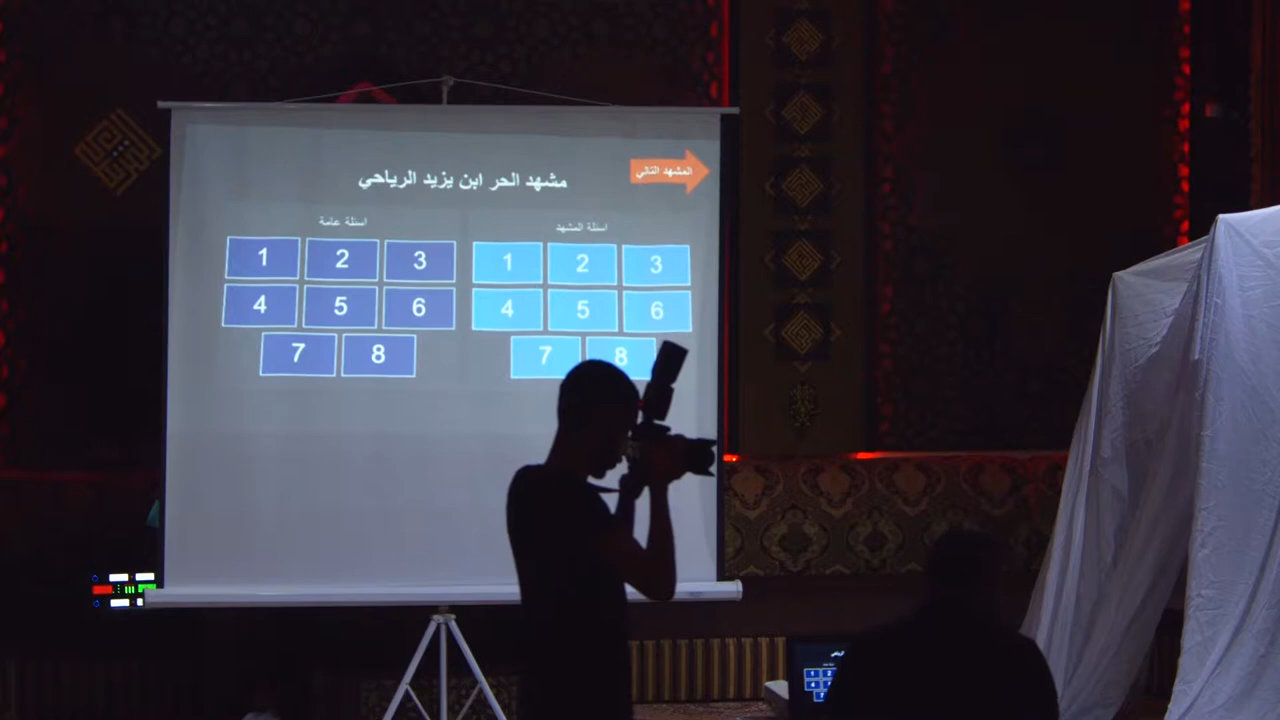 المشهد الثاني
مشهد الحر ابن يزيد الرياحي
اسئلة المشهد
اسئلة عامة
1 2 3
1 2 3
4 5 6
4 5 6
7 8
7 8